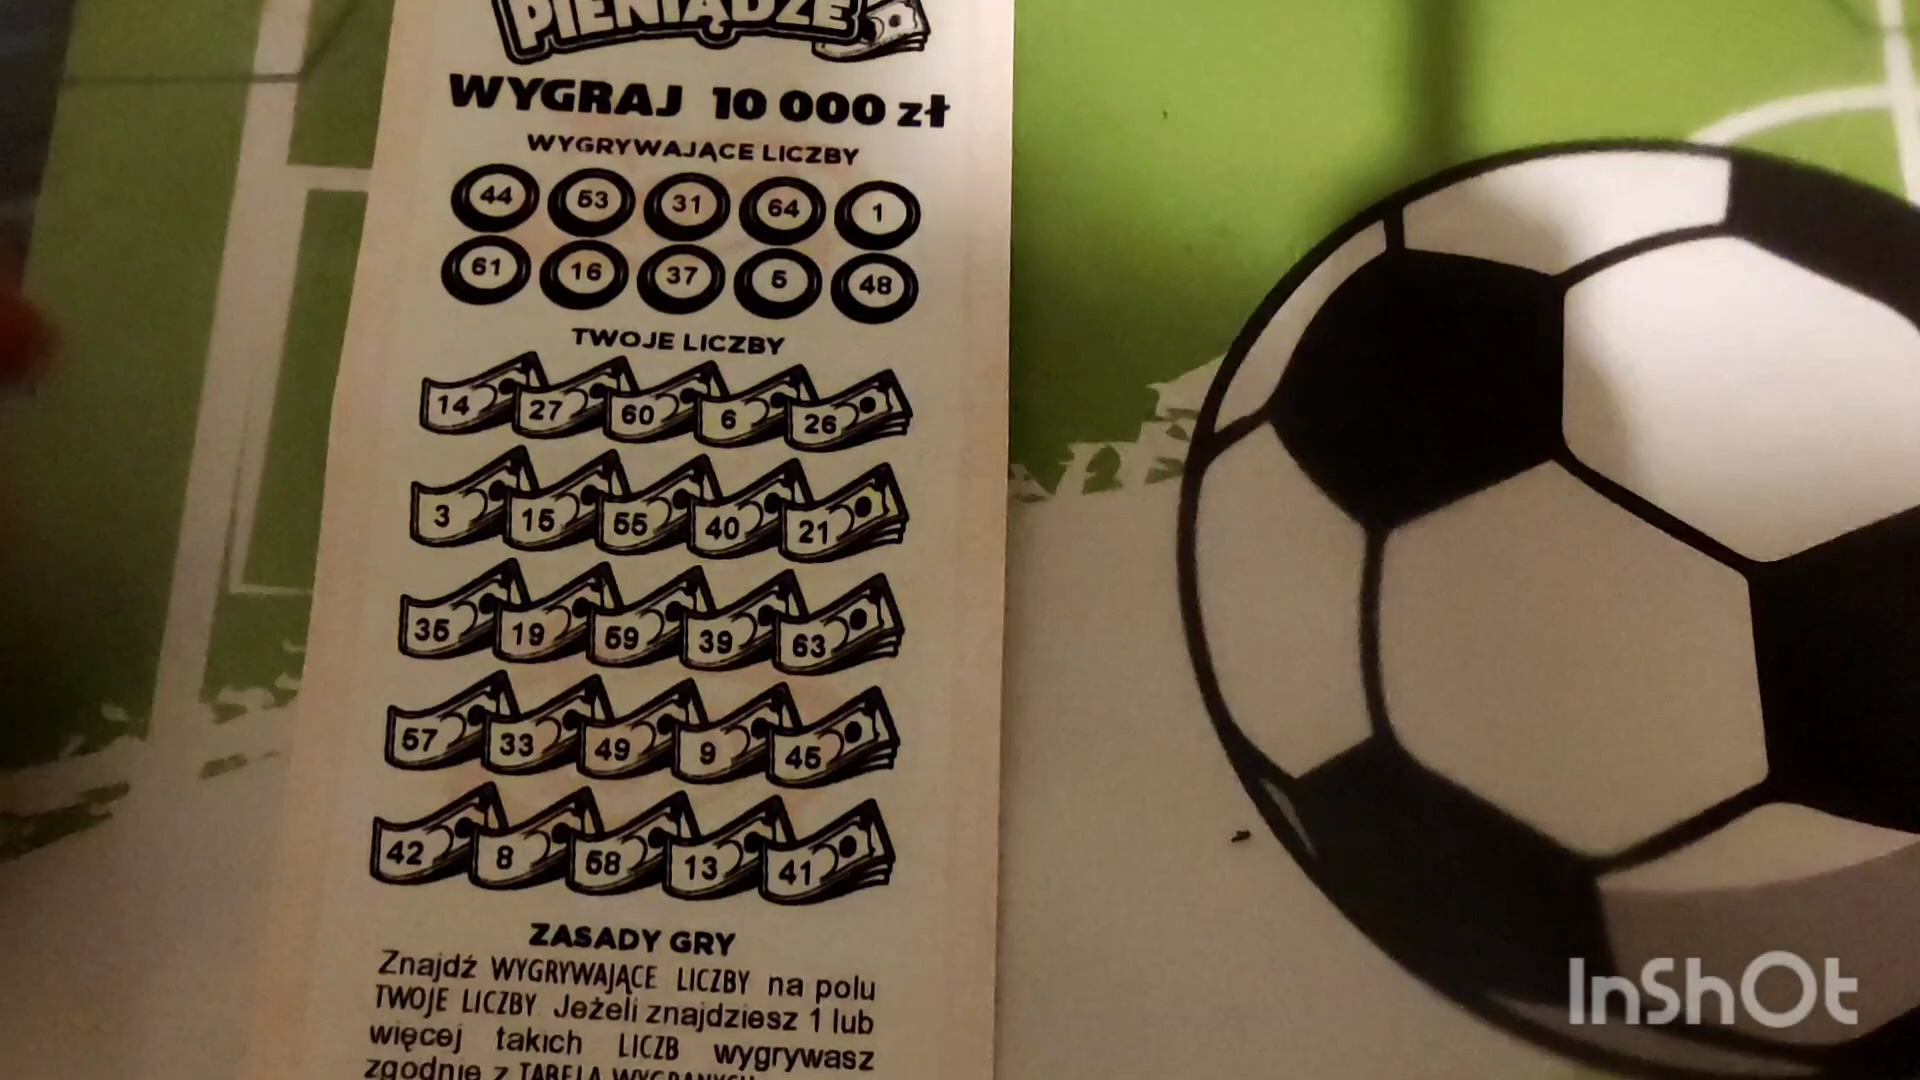 PIENIĄDZE
WYGRAJ 10 000 zł
WYGRYWAJĄCE LICZBY
44 53 31 64 1
61 16 37 5 48
TWOJE LICZBY
14 27 60 6 26
3 15 55 40 21
35 19 59 39 63
57 33 49 9 45
42 8 58 13 41
ZASADY GRY
Znajdź WYGRYWAJĄCE LICZBY na polu
TWOJE LICZBY. Jeżeli znajdziesz 1 lub
więcej takich LICZB wygrywasz
zgodnie z TABELĄ WYGRANYCH
InShOt